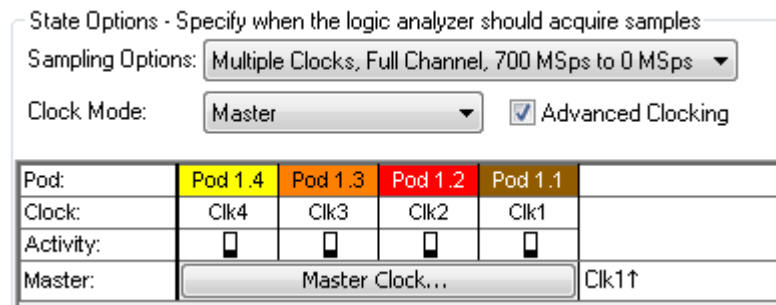 State Options - Specify when the logic analyzer should acquire samples
Sampling Options: Multiple Clocks, Full Channel, 700 MSps to 0 MSps
Clock Mode: Master Advanced Clocking
Pod: Pod 1.4 Pod 1.3 Pod 1.2 Pod 1.1
Clock: Clk4 Clk3 Clk2 Clk1
Activity:
Master: Master Clock... Clk1↑